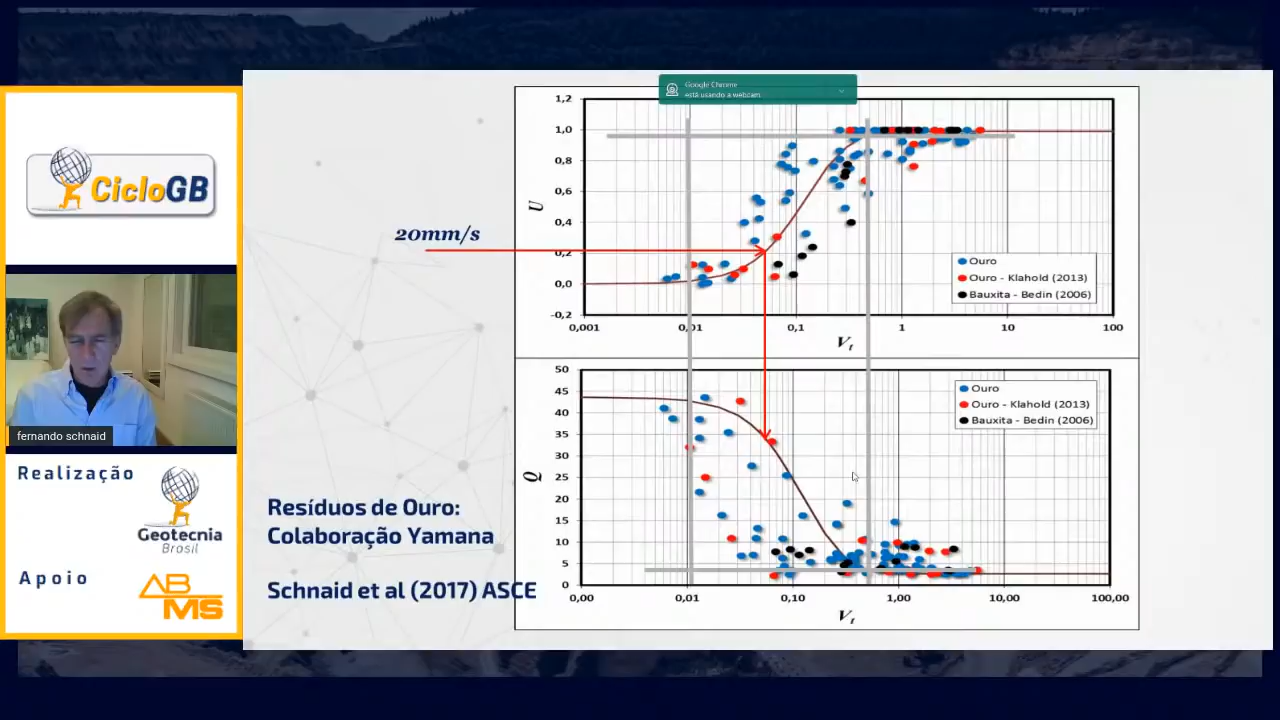 Google Chrome
está usando a webcam
CicloGB
fernando schnaid
Realização
Geotecnia
Brasil
Apoio
ABMS
20mm/s
Resíduos de Ouro:
Colaboração Yamana
Schnaid et al (2017) ASCE
1,2
1,0
0,8
0,6
0,4
0,2
0,0
-0,2
U
0,001
0,01
0,1
1
10
100
Vt
Ouro
Ouro - Klahold (2013)
Bauxita - Bedin (2006)
50
45
40
35
30
25
20
15
10
5
0
Q
0,00
0,01
0,10
1,00
10,00
100,00
Vt
Ouro
Ouro - Klahold (2013)
Bauxita - Bedin (2006)